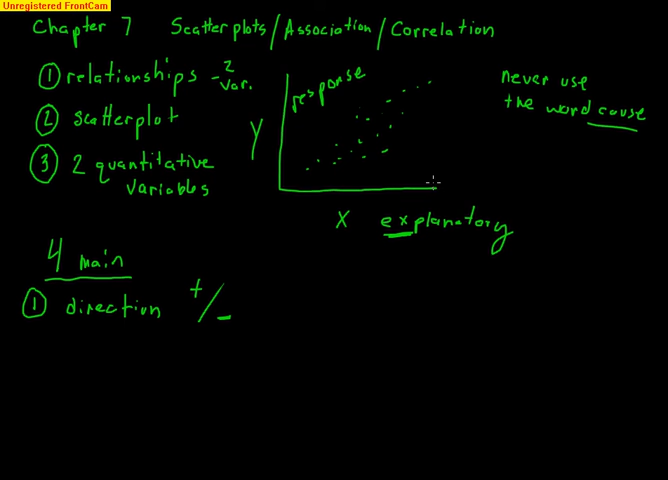 Unregistered FrontCam
Chapter 7 Scatterplots/Association/Correlation
① relationships - 2 var.
② scatterplot
③ 2 quantitative variables
response
Y
X explanatory
never use
the word cause
4 main
① direction +/-